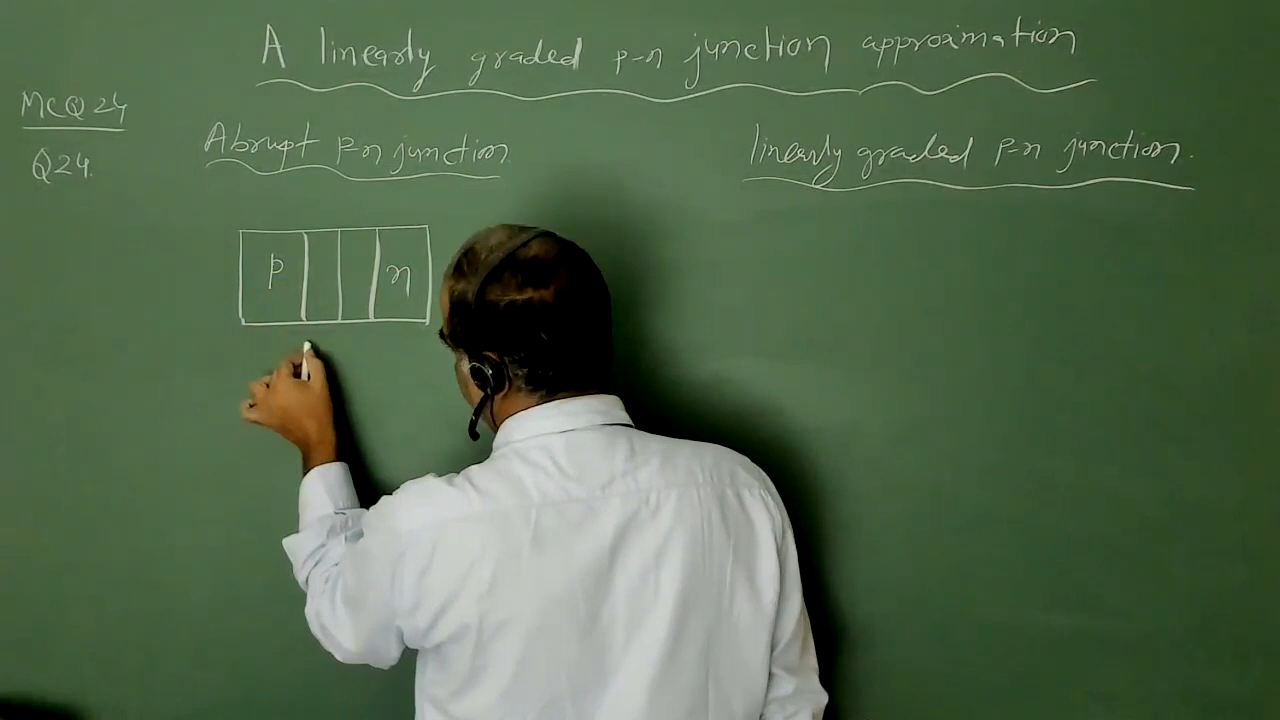 A linearly graded p-n junction approximation
MCQ 24
Q24.
Abrupt p-n junction
linearly graded p-n junction.
p n